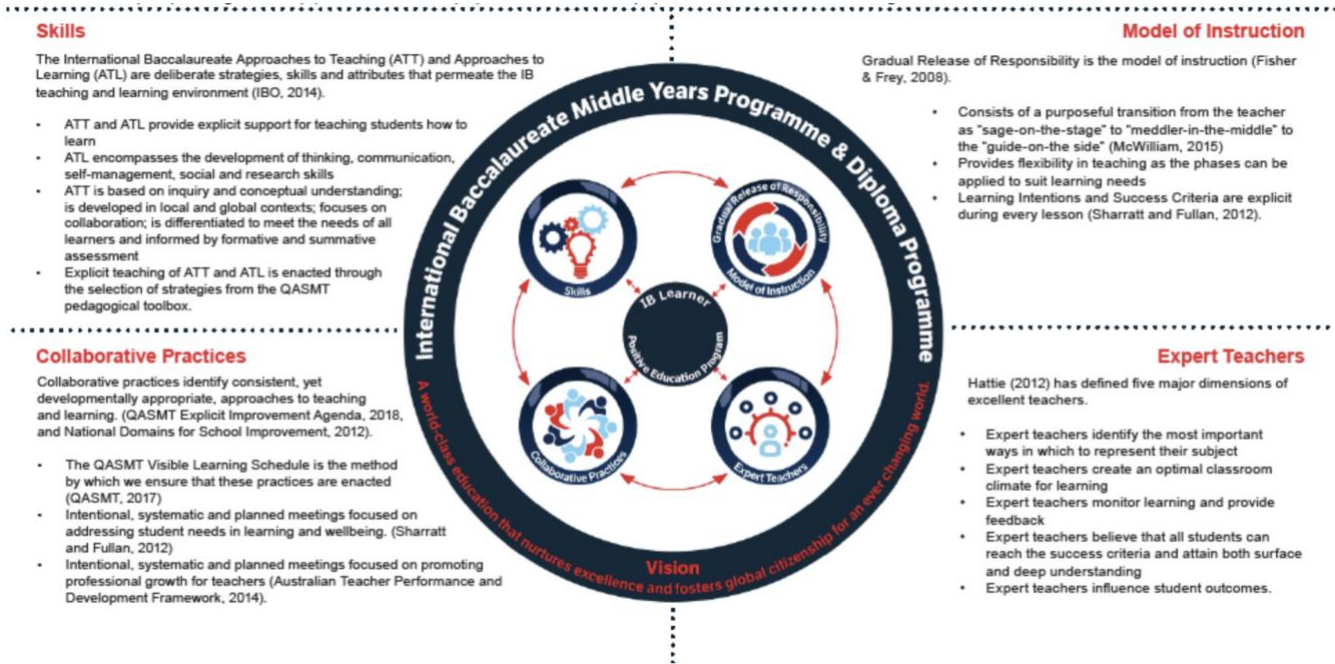 Skills
The International Baccalaureate Approaches to Teaching (ATT) and Approaches to
Learning (ATL) are deliberate strategies, skills and attributes that permeate the IB
teaching and learning environment (IBO, 2014).
• ATT and ATL provide explicit support for teaching students how to
learn
• ATL encompasses the development of thinking, communication,
self-management, social and research skills
• ATT is based on inquiry and conceptual understanding;
is developed in local and global contexts; focuses on
collaboration; is differentiated to meet the needs of all
learners and informed by formative and summative
assessment
• Explicit teaching of ATT and ATL is enacted through
the selection of strategies from the QASMT
pedagogical toolbox.
Model of Instruction
Gradual Release of Responsibility is the model of instruction (Fisher
& Frey, 2008).
• Consists of a purposeful transition from the teacher
as "sage-on-the-stage" to "meddler-in-the-middle" to
the "guide-on-the side" (McWilliam, 2015)
• Provides flexibility in teaching as the phases can be
applied to suit learning needs
• Learning Intentions and Success Criteria are explicit
during every lesson (Sharratt and Fullan, 2012).
International Baccalaureate Middle Years Programme & Diploma Programme
Skills
Gradual Release of Responsibility
Model of Instruction
IB Learner
Positive Education Program
Collaborative Practices
Expert Teachers
Vision
A world-class education that nurtures excellence and fosters global citizenship for an ever changing world.
Collaborative Practices
Collaborative practices identify consistent, yet
developmentally appropriate, approaches to teaching
and learning. (QASMT Explicit Improvement Agenda, 2018,
and National Domains for School Improvement, 2012).
• The QASMT Visible Learning Schedule is the method
by which we ensure that these practices are enacted
(QASMT, 2017)
• Intentional, systematic and planned meetings focused on
addressing student needs in learning and wellbeing. (Sharratt
and Fullan, 2012)
• Intentional, systematic and planned meetings focused on promoting
professional growth for teachers (Australian Teacher Performance and
Development Framework, 2014).
Expert Teachers
Hattie (2012) has defined five major dimensions of
excellent teachers.
• Expert teachers identify the most important
ways in which to represent their subject
• Expert teachers create an optimal classroom
climate for learning
• Expert teachers monitor learning and provide
feedback
• Expert teachers believe that all students can
reach the success criteria and attain both surface
and deep understanding
• Expert teachers influence student outcomes.